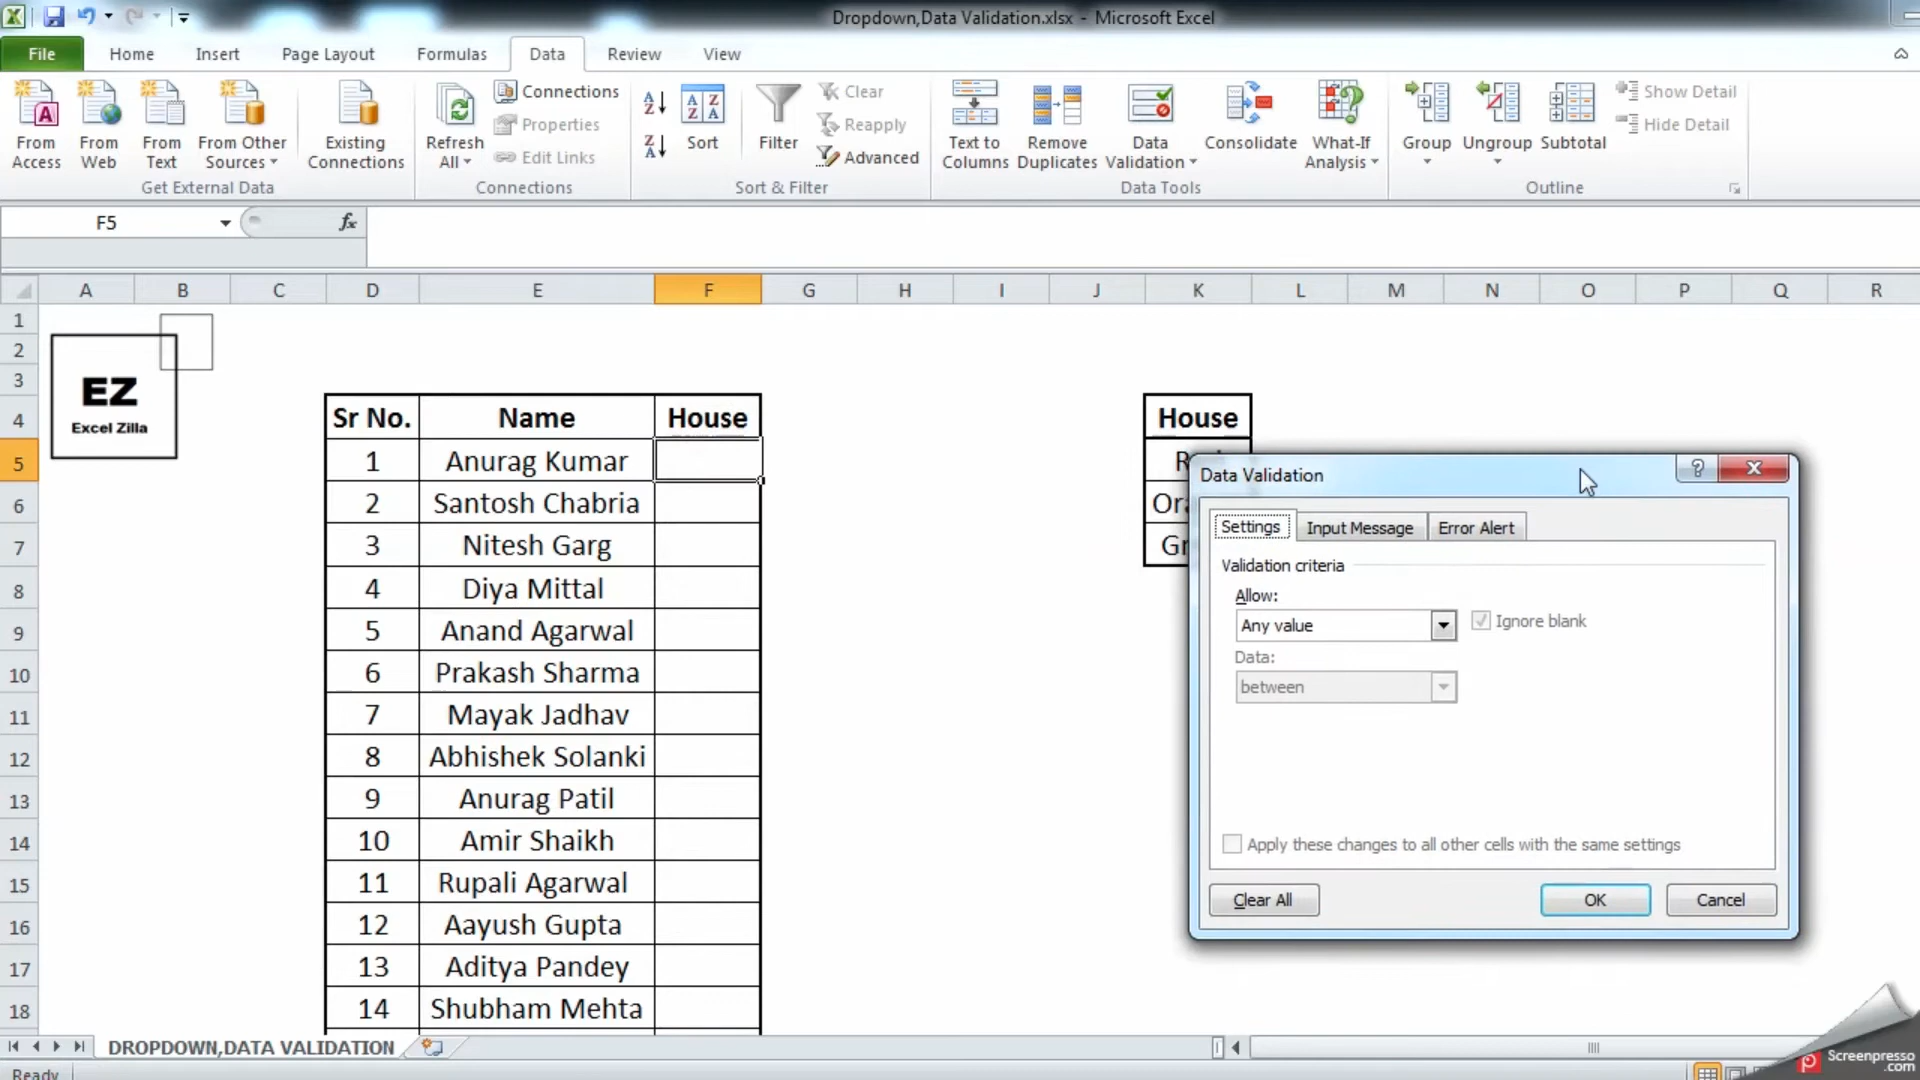 Dropdown,Data Validation.xlsx - Microsoft Excel
File Home Insert Page Layout Formulas Data Review View
From Access
From Web
From Text
From Other Sources
Existing Connections
Get External Data
Refresh All
Connections
Properties
Edit Links
Connections
Sort
Filter
Clear
Reapply
Advanced
Sort & Filter
Text to Columns
Remove Duplicates
Data Validation
Consolidate
What-If Analysis
Data Tools
Group
Ungroup
Subtotal
Show Detail
Hide Detail
Outline
F5 fx
A B C D E F G H I J K L M N O P Q R
1
2
3
EZ
Excel Zilla
4 Sr No. Name House House
5 1 Anurag Kumar
6 2 Santosh Chabria
7 3 Nitesh Garg
8 4 Diya Mittal
9 5 Anand Agarwal
10 6 Prakash Sharma
11 7 Mayak Jadhav
12 8 Abhishek Solanki
13 9 Anurag Patil
14 10 Amir Shaikh
15 11 Rupali Agarwal
16 12 Aayush Gupta
17 13 Aditya Pandey
18 14 Shubham Mehta
Data Validation
Settings Input Message Error Alert
Validation criteria
Allow:
Any value Ignore blank
Data:
between
Apply these changes to all other cells with the same settings
Clear All OK Cancel
DROPDOWN,DATA VALIDATION
Ready
Screenpresso
.com